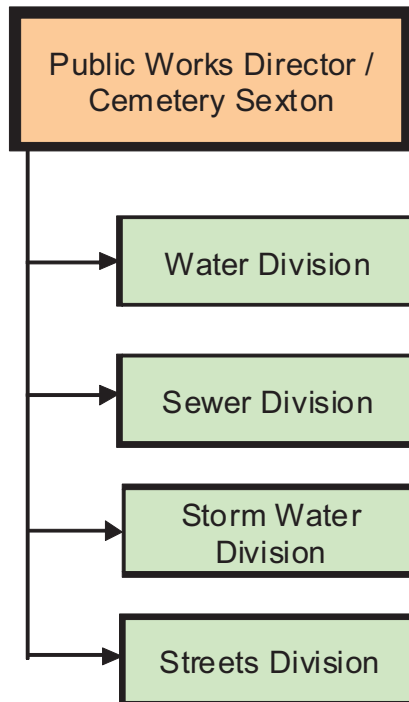 Public Works Director /
Cemetery Sexton
Water Division
Sewer Division
Storm Water
Division
Streets Division